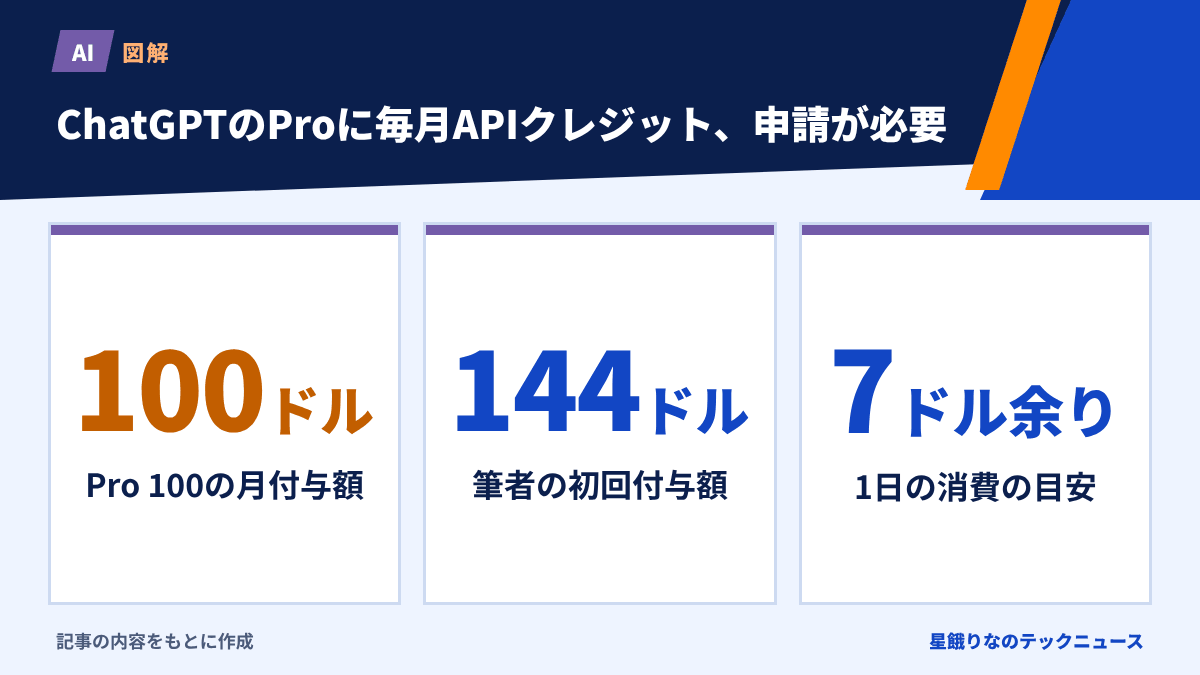 AI 図解
ChatGPTのProに毎月APIクレジット、申請が必要
100ドル
Pro 100の月付与額
144ドル
筆者の初回付与額
7ドル余り
1日の消費の目安
記事の内容をもとに作成
星餓りなのテックニュース